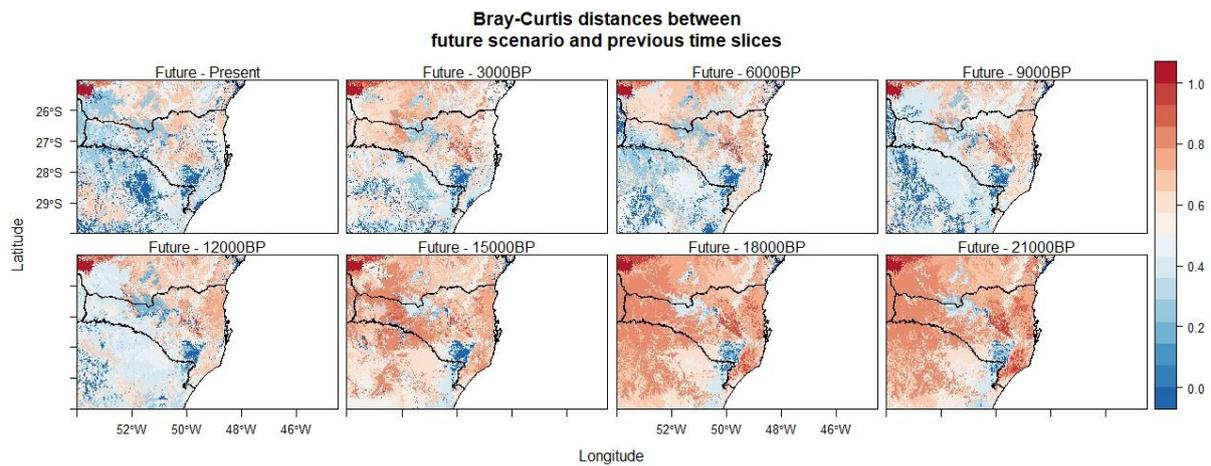 Bray-Curtis distances between
future scenario and previous time slices
Future - Present
Future - 3000BP
Future - 6000BP
Future - 9000BP
26°S
27°S
28°S
29°S
Future - 12000BP
Future - 15000BP
Future - 18000BP
Future - 21000BP
52°W 50°W 48°W 46°W
52°W 50°W 48°W 46°W
Latitude
Longitude
1.0
0.8
0.6
0.4
0.2
0.0